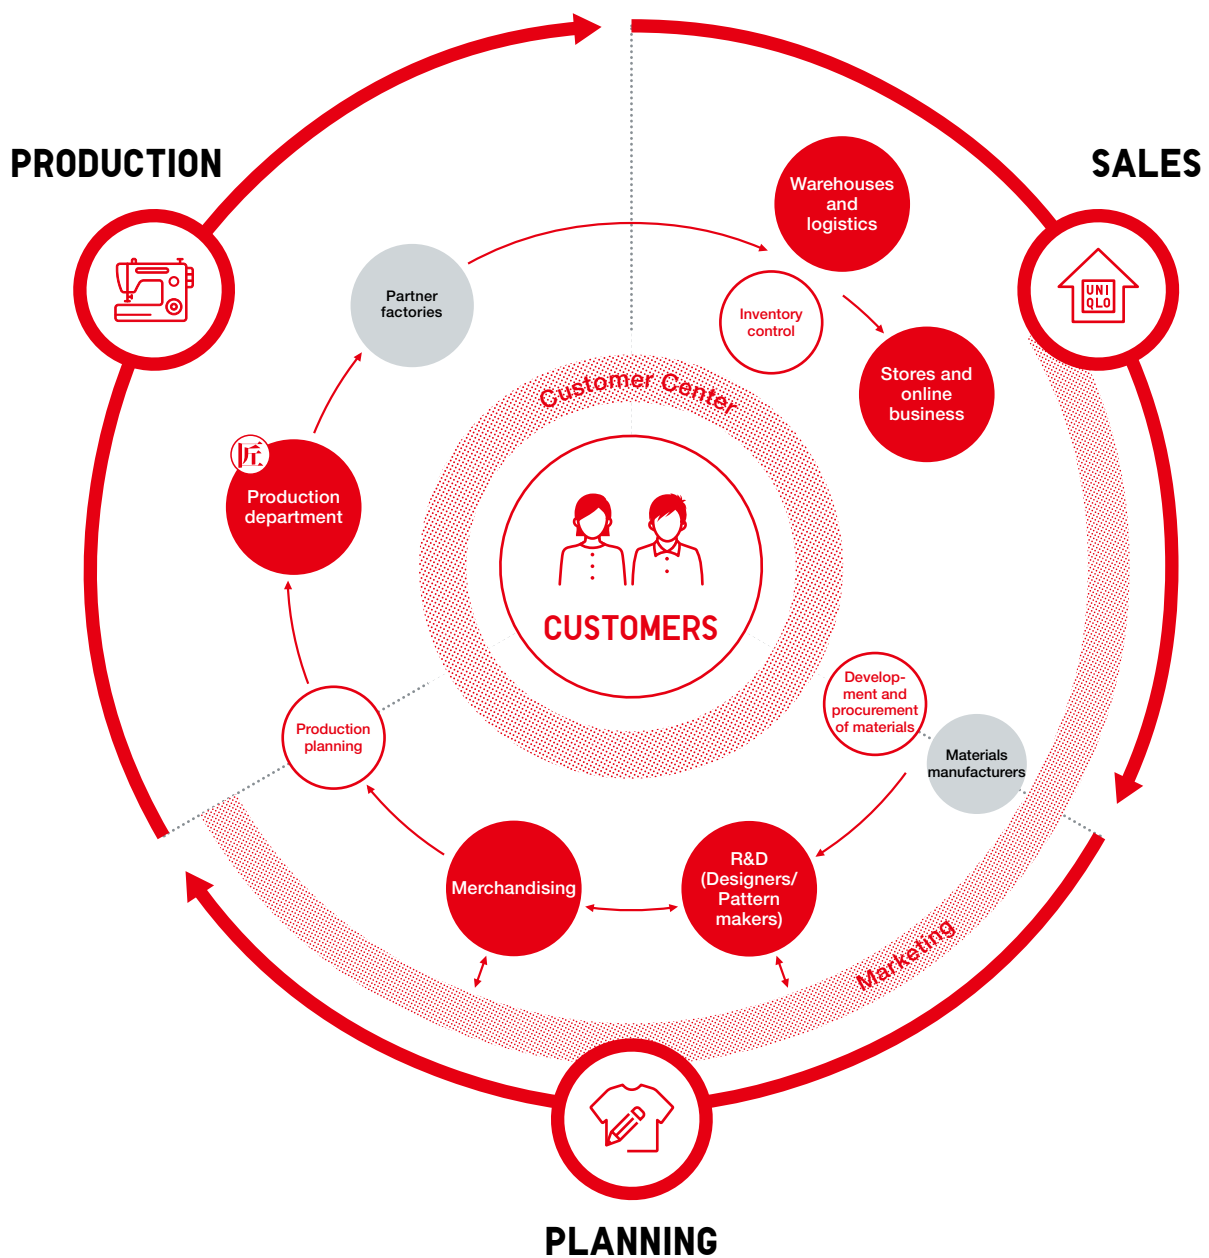 PRODUCTION
SALES
Warehouses
and
logistics
Partner
factories
Inventory
control
UNI
QLO
Stores and
online
business
Customer Center
匠
Production
department
CUSTOMERS
Develop-
ment and
procurement
of materials
Production
planning
Materials
manufacturers
Merchandising
R&D
(Designers/
Pattern
makers)
Marketing
PLANNING